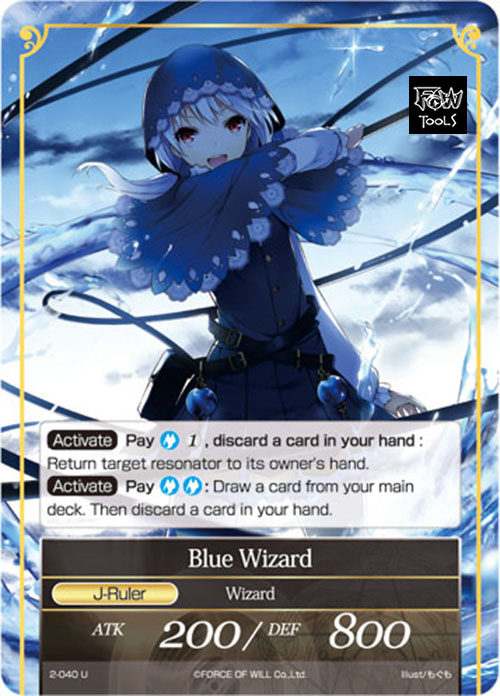 FOW
TOOLS
Activate Pay 1 , discard a card in your hand :
Return target resonator to its owner's hand.
Activate Pay : Draw a card from your main
deck. Then discard a card in your hand.
Blue Wizard
J-Ruler Wizard
ATK 200 / DEF 800
2-040 U ©FORCE OF WILL Co.,Ltd. Illust/もぐも